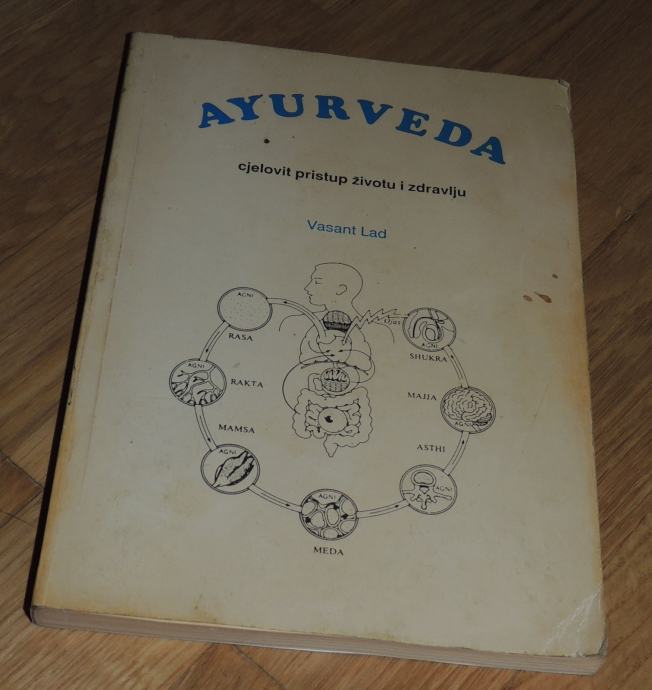 AYURVEDA
cjelovit pristup životu i zdravlju
Vasant Lad
AGNI
RASA
Ojas
AGNI
SHUKRA
AGNI
RAKTA
MAJJA
AGNI
MAMSA
AGNI
ASTHI
AGNI
AGNI
MEDA